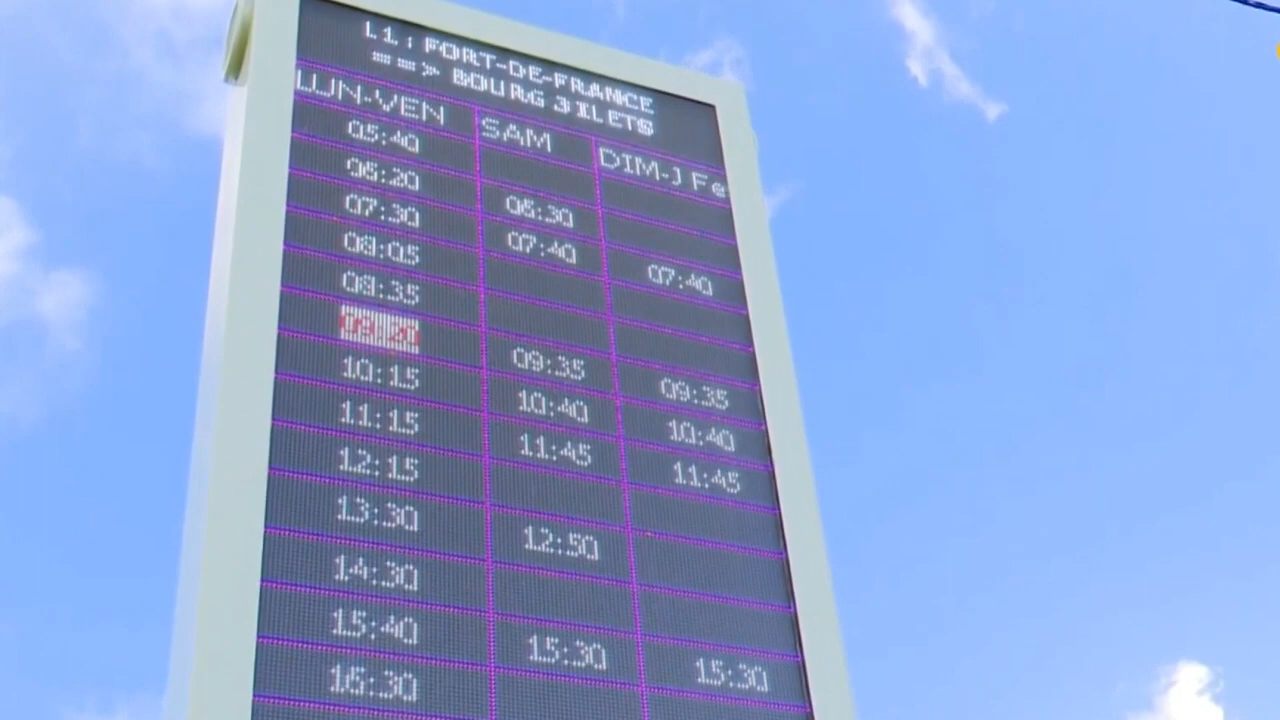 L1 : FORT-DE-FRANCE
==> BOURG 3 ILETS
LUN-VEN SAM DIM-J Fe
05:40
06:20
07:30 06:30
08:05 07:40
08:35 07:40
09:20
10:15 09:35 09:35
11:15 10:40 10:40
12:15 11:45 11:45
13:30 12:50
14:30
15:40 15:30 15:30
16:30